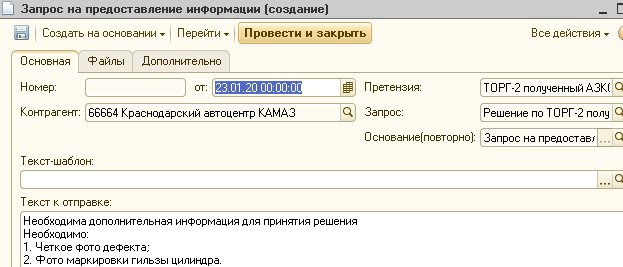 Запрос на предоставление информации (создание)
Создать на основании Перейти Провести и закрыть Все действия
Основная Файлы Дополнительно
Номер: от: 23.01.20 00:00:00 Претензия: ТОРГ-2 полученный АЗК(
Контрагент: 66664 Краснодарский автоцентр КАМАЗ Запрос: Решение по ТОРГ-2 полу
Основание(повторно): Запрос на предостав ...
Текст-шаблон:
...
Текст к отправке:
Необходима дополнительная информация для принятия решения
Необходимо:
1. Четкое фото дефекта;
2. Фото маркировки гильзы цилиндра.